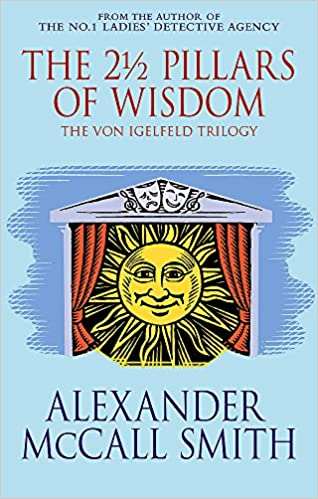 FROM THE AUTHOR OF
THE NO.1 LADIES' DETECTIVE AGENCY
THE 2½ PILLARS
OF WISDOM
THE VON IGELFELD TRILOGY
ALEXANDER
McCALL SMITH